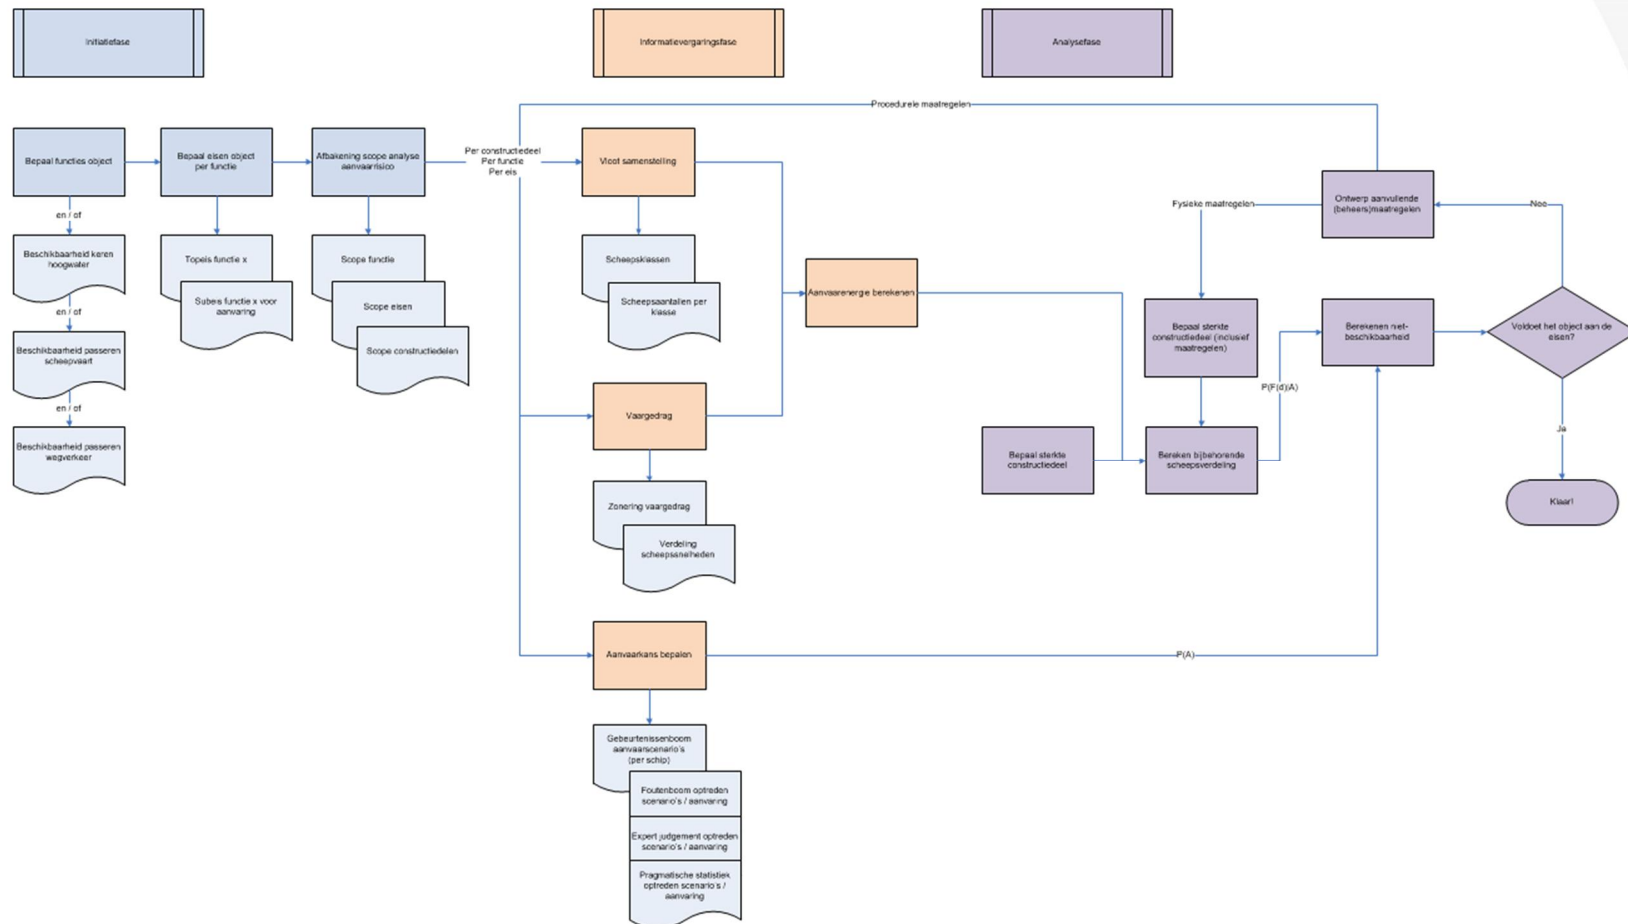 Initiatiefase
Informatievergaringsfase
Analysefase
Procedurele maatregelen
Bepaal functies object
Bepaal eisen object
per functie
Afbakening scope analyse
aanvaarrisico
Per constructiedeel
Per functie
Per eis
Vloot samenstelling
Ontwerp aanvullende
(beheers)maatregelen
Nee
Fysieke maatregelen
en / of
Beschikbaarheid keren
hoogwater
en / of
Beschikbaarheid passeren
scheepvaart
en / of
Beschikbaarheid passeren
wegverkeer
Topeis functie x
Subeis functie x voor
aanvaring
Scope functie
Scope eisen
Scope constructiedelen
Scheepsklassen
Scheepsaantallen per
klasse
Aanvaarenergie berekenen
Bepaal sterkte
constructiedeel (inclusief
maatregelen)
Berekenen niet-
beschikbaarheid
Voldoet het object aan de
eisen?
P(F(d)|A)
Ja
Vaargedrag
Bepaal sterkte
constructiedeel
Bereken bijbehorende
scheepsverdeling
Klaar!
Zonering vaargedrag
Verdeling
scheepssnelheden
Aanvaarkans bepalen
P(A)
Gebeurtenissenboom
aanvaarscenario's
(per schip)
Foutenboom optreden
scenario's / aanvaring
Expert judgement optreden
scenario's / aanvaring
Pragmatische statistiek
optreden scenario's /
aanvaring